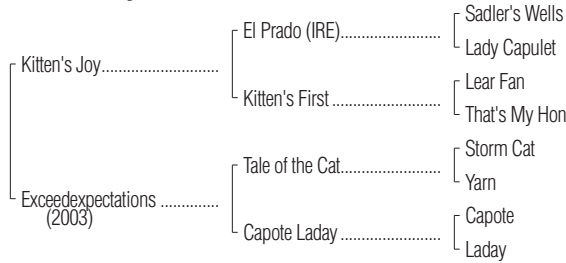 Sadler's Wells
El Prado (IRE)........................
Lady Capulet
Kitten's Joy............................
Lear Fan
Kitten's First ..........................
That's My Hon
Storm Cat
Tale of the Cat........................
Yarn
Exceedexpectations ..............
(2003)
Capote
Capote Laday ........................
Laday